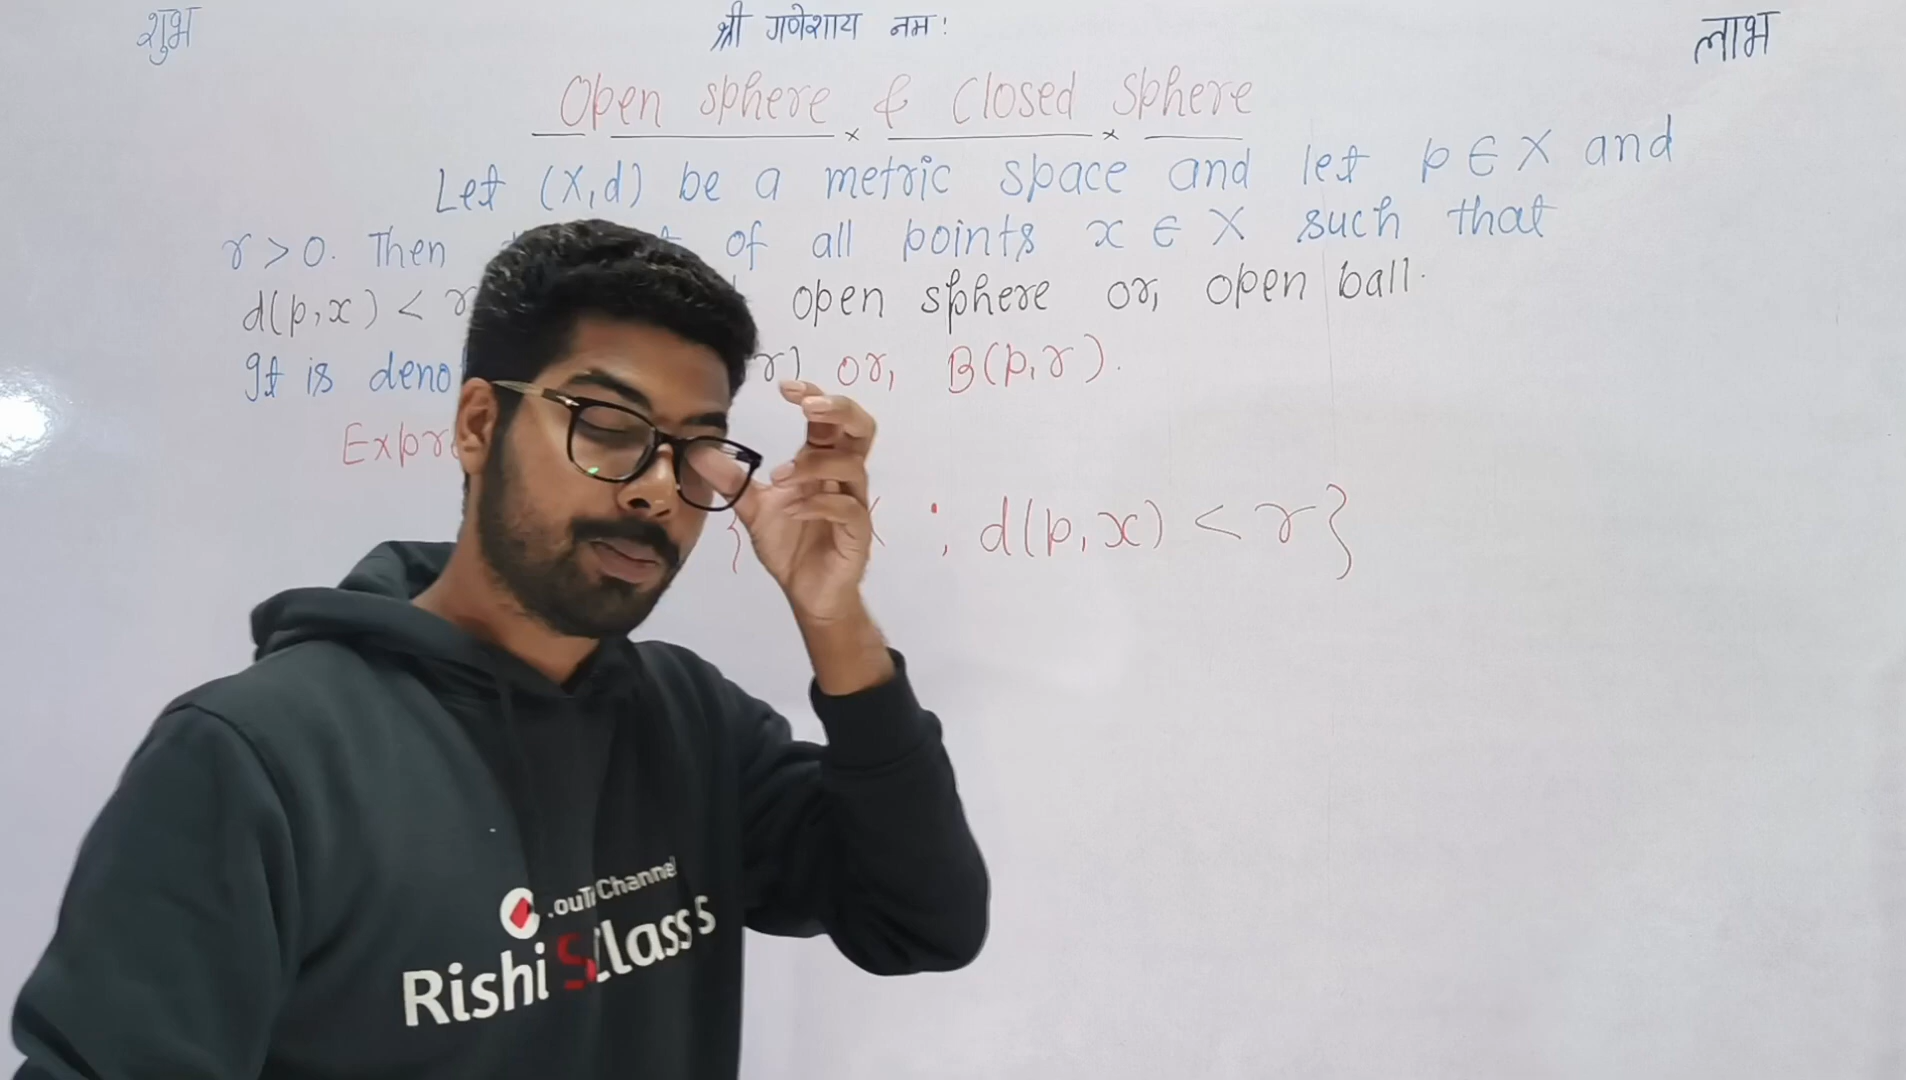 शुभ श्री गणेशाय नमः लाभ
Open sphere & Closed Sphere
Let (X,d) be a metric space and let p ∈ X and
r > 0. Then of all points x ∈ X such that
d(p,x) < r open sphere or, open ball.
It is deno r) or, B(p,r).
Expr
{ ; d(p,x) < r}
Channel
Rishi Class